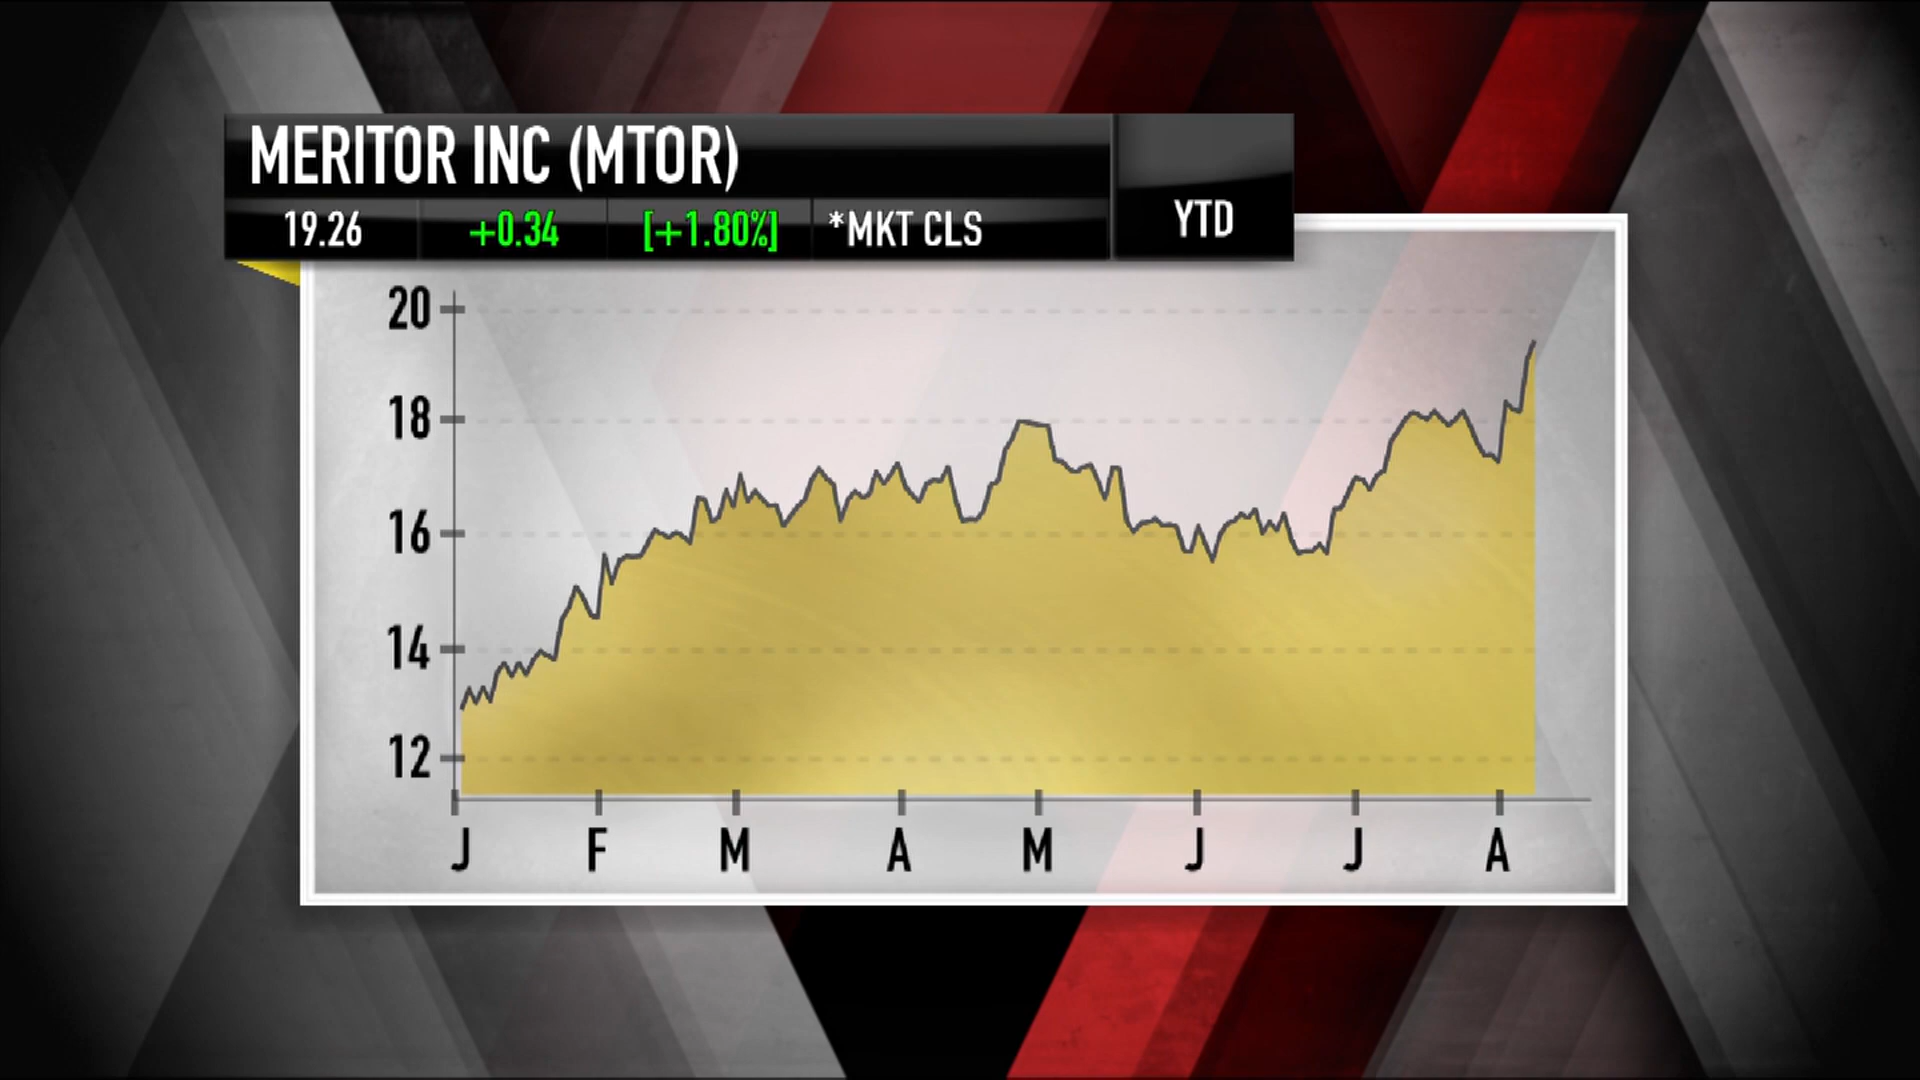 MERITOR INC (MTOR)
19.26 +0.34 [+1.80%] *MKT CLS
YTD
20
18
16
14
12
J F M A M J J A